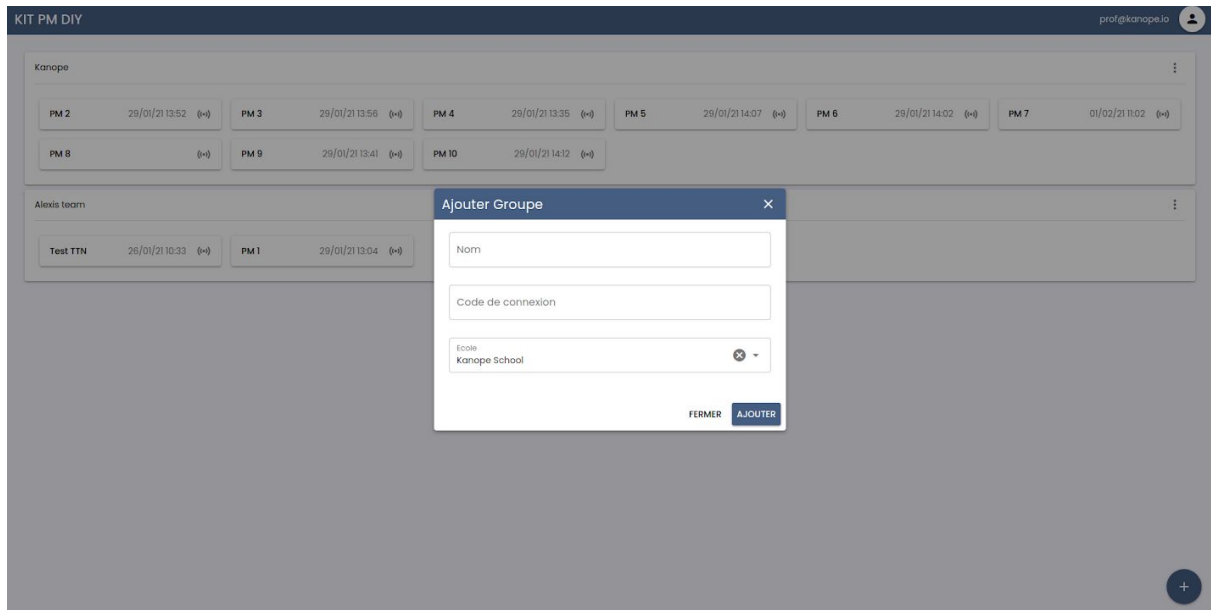 KIT PM DIY
prof@kanope.io
Kanope
PM 2 29/01/21 13:52 PM 3 29/01/21 13:56 PM 4 29/01/21 13:35 PM 5 29/01/21 14:07 PM 6 29/01/21 14:02 PM 7 01/02/21 11:02
PM 8 PM 9 29/01/21 13:41 PM 10 29/01/21 14:12
Alexis team
Test TTN 26/01/21 10:33 PM 1 29/01/21 13:04
Ajouter Groupe
Nom
Code de connexion
Ecole
Kanope School
FERMER AJOUTER